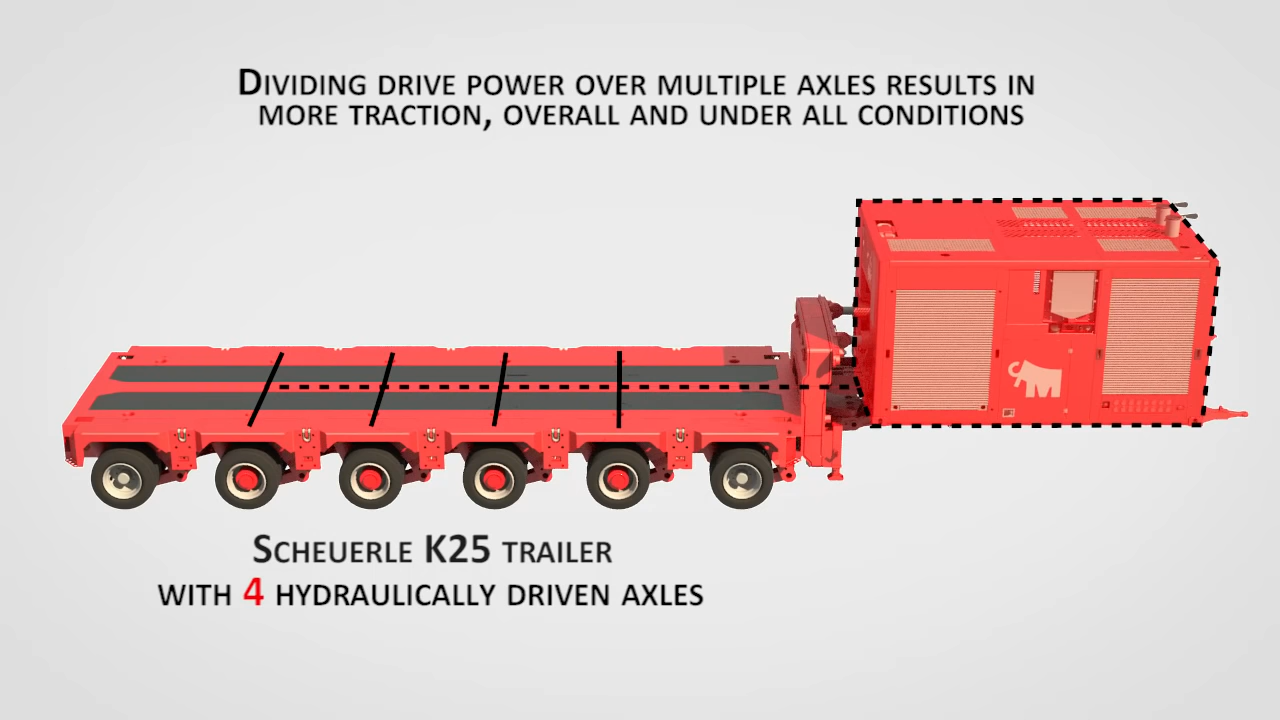 Dividing drive power over multiple axles results in
more traction, overall and under all conditions
Scheuerle K25 trailer
with 4 hydraulically driven axles